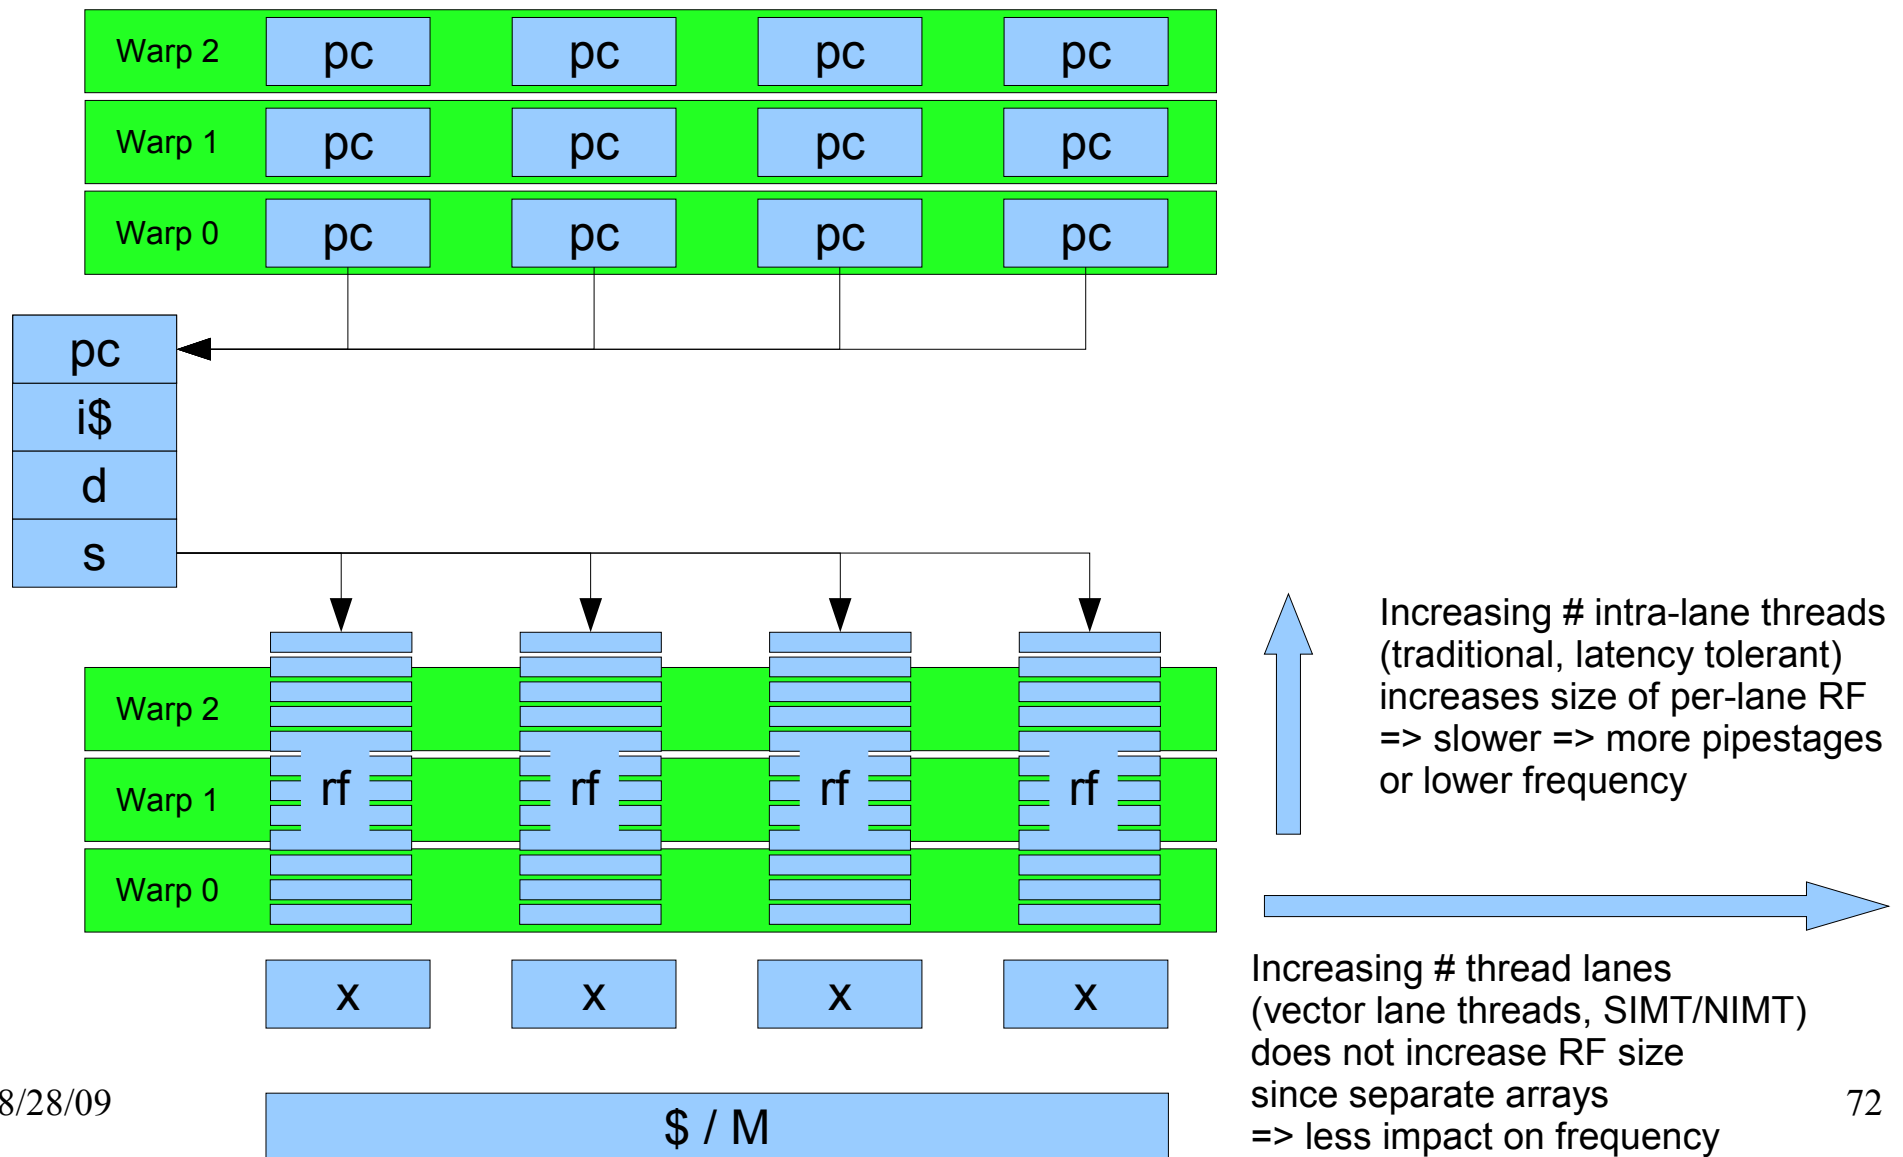 Warp 2 pc pc pc pc
Warp 1 pc pc pc pc
Warp 0 pc pc pc pc
pc
i$
d
s
Warp 2
Warp 1 rf rf rf rf
Warp 0
x x x x
$ / M
Increasing # intra-lane threads
(traditional, latency tolerant)
increases size of per-lane RF
=> slower => more pipestages
or lower frequency
Increasing # thread lanes
(vector lane threads, SIMT/NIMT)
does not increase RF size
since separate arrays
=> less impact on frequency
8/28/09
72